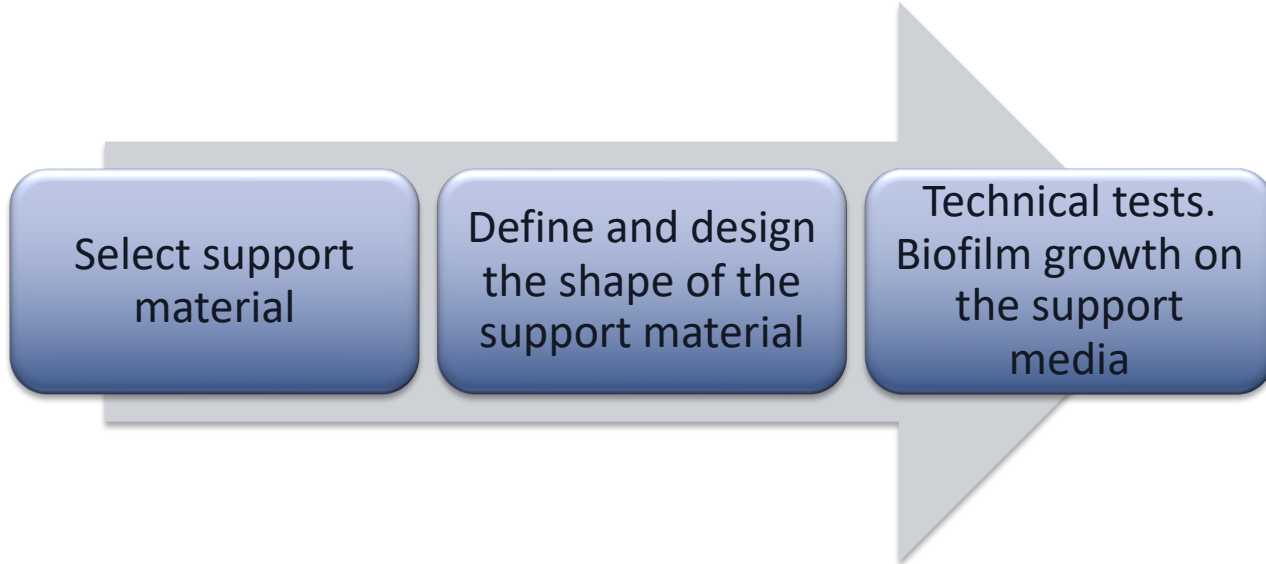 Select support
material
Define and design
the shape of the
support material
Technical tests.
Biofilm growth on
the support
media